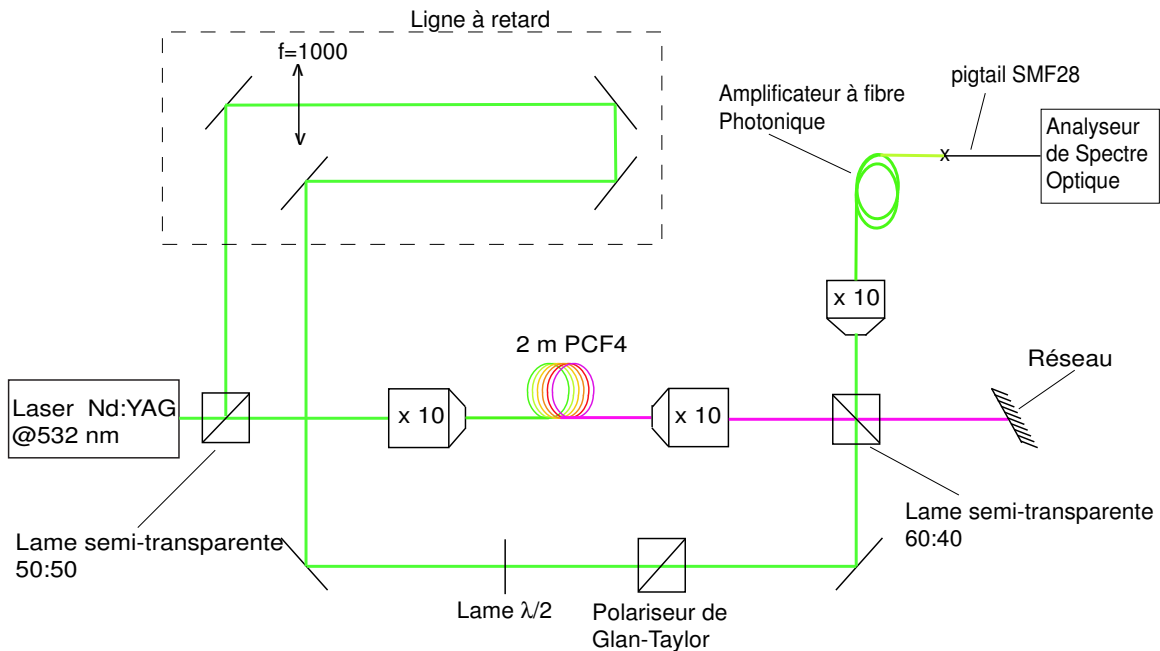 Ligne à retard
f=1000
pigtail SMF28
Amplificateur à fibre
Photonique
Analyseur
de Spectre
Optique
x
x 10
2 m PCF4
Réseau
Laser Nd:YAG
@532 nm
x 10
x 10
Lame semi-transparente
50:50
Lame semi-transparente
60:40
Lame λ/2
Polariseur de
Glan-Taylor